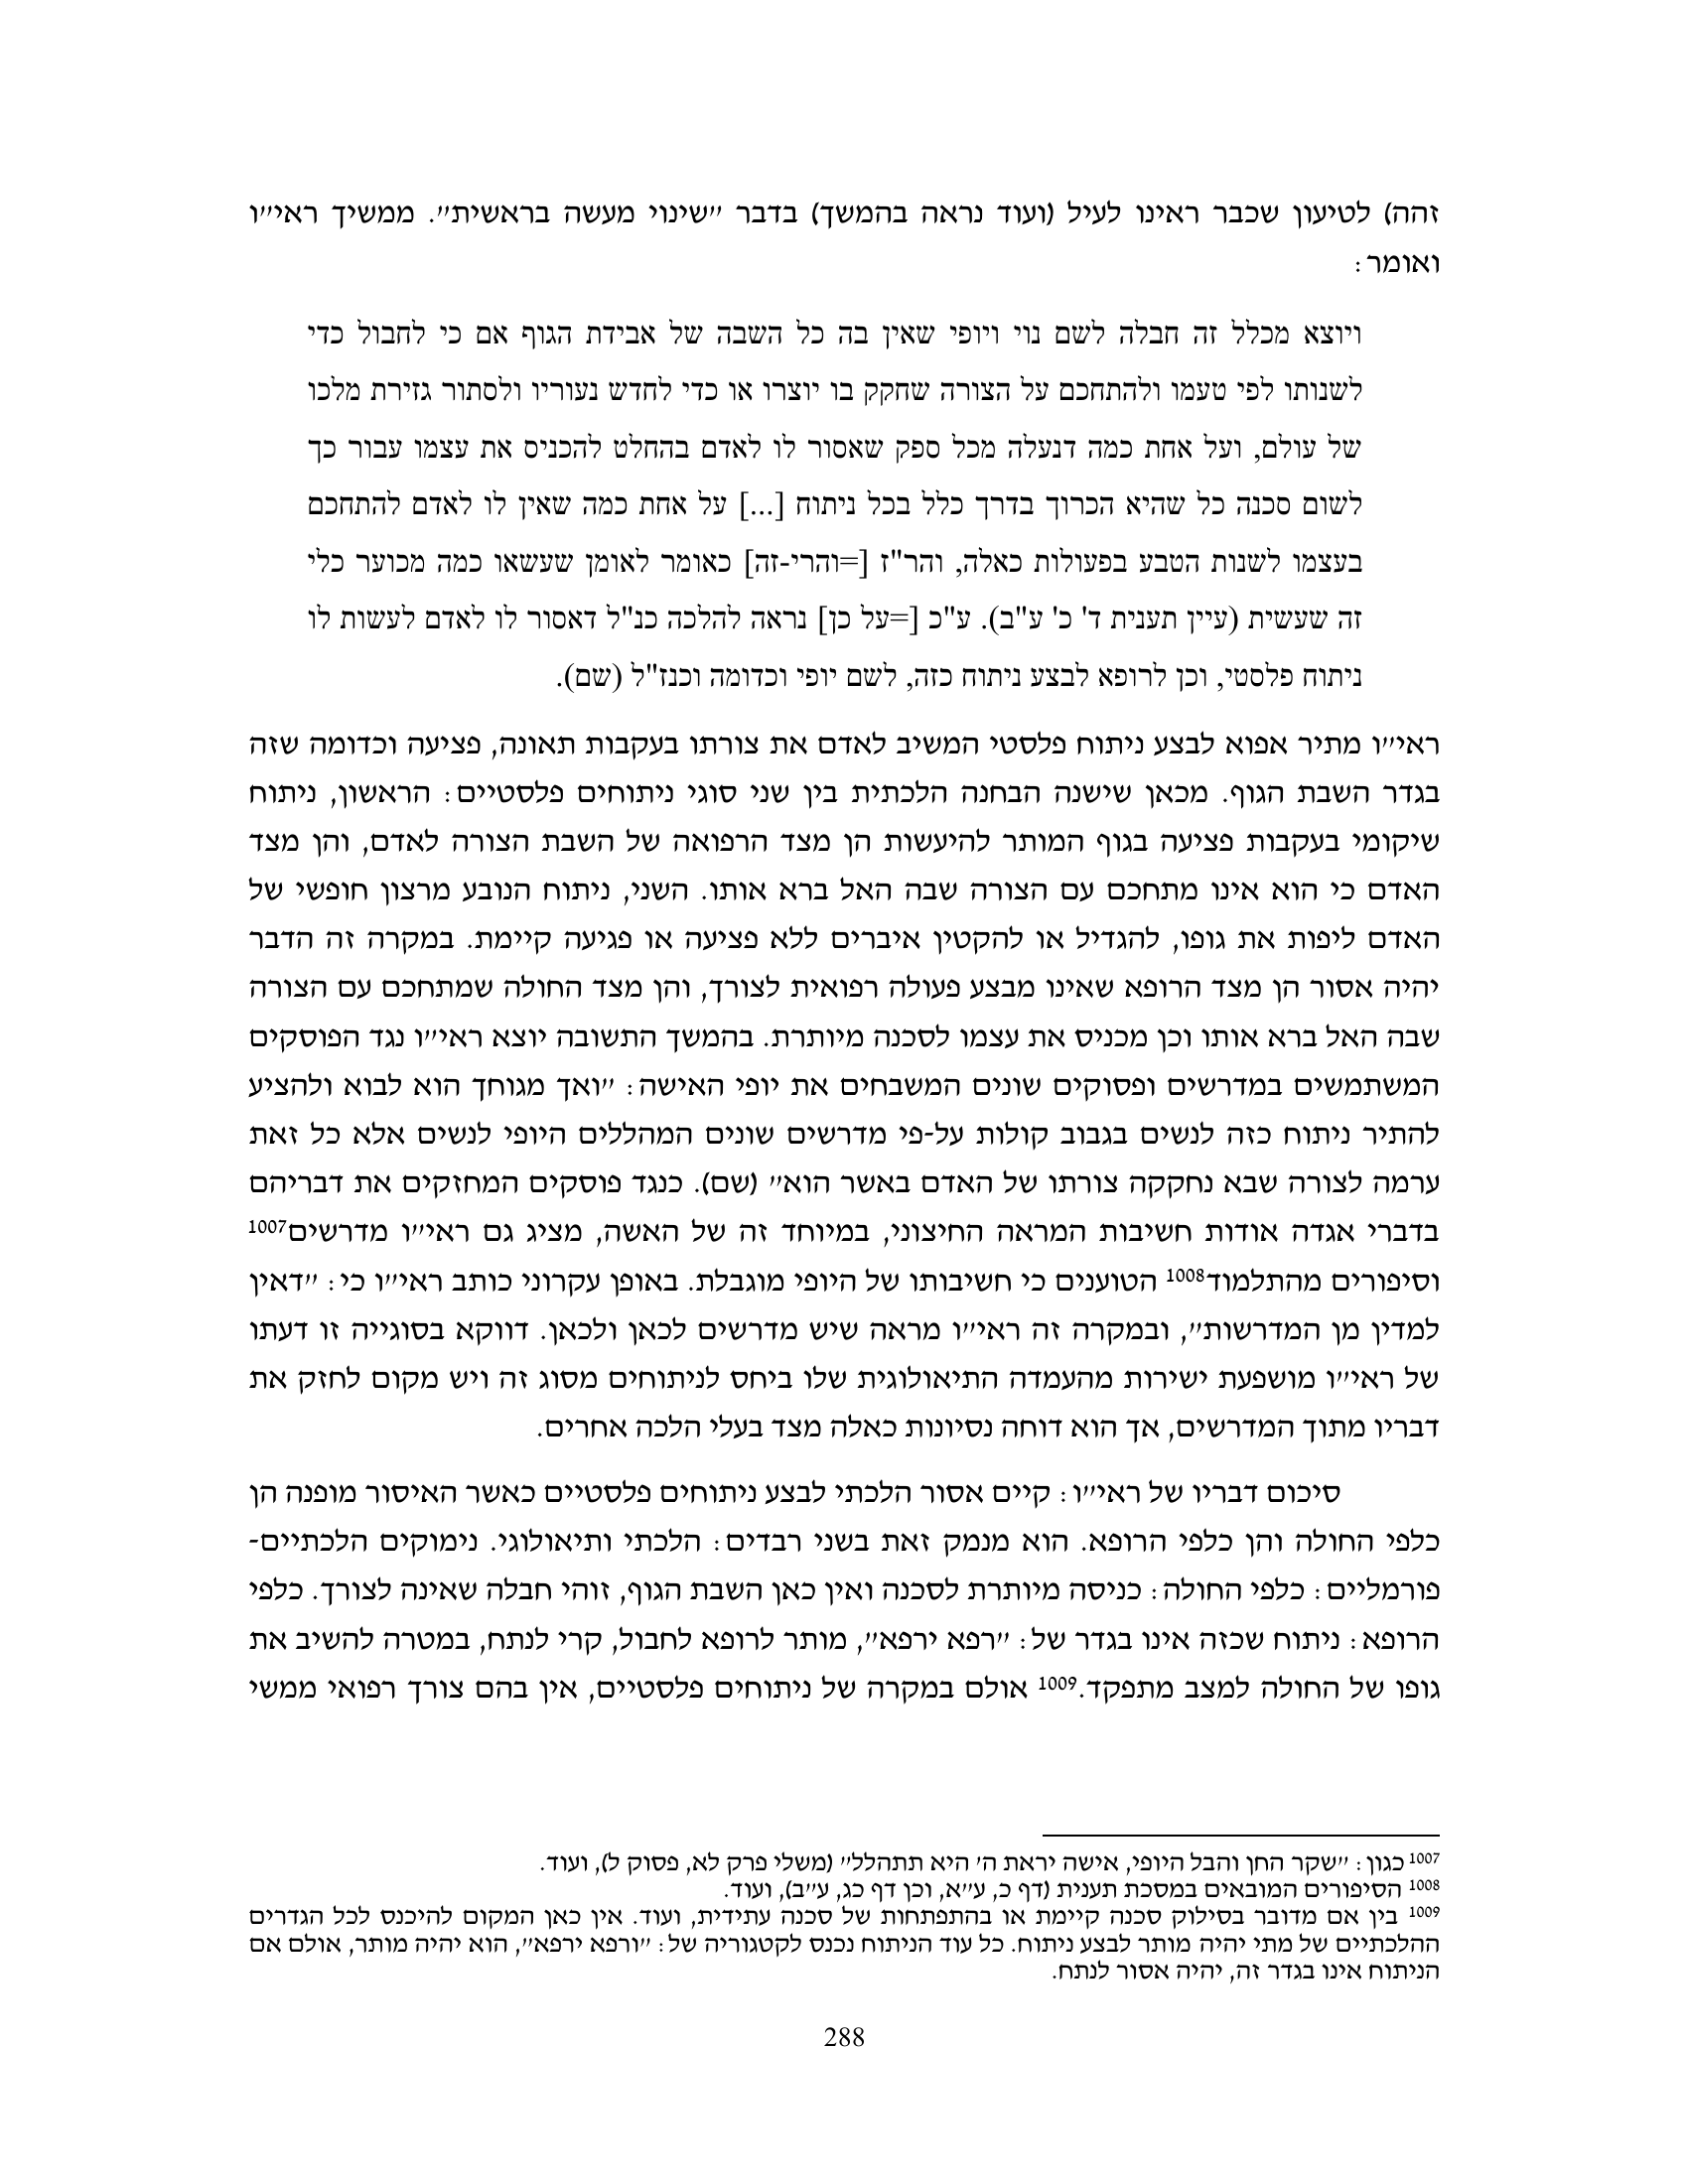 זהה) לטיעון שכבר ראינו לעיל (ועוד נראה בהמשך) בדבר "שינוי מעשה בראשית". ממשיך ראי"ו
ואומר:
ויוצא מכלל זה חבלה לשם נוי ויופי שאין בה כל השבה של אבידת הגוף אם כי לחבול כדי
לשנותו לפי טעמו ולהתחכם על הצורה שחקק בו יוצרו או כדי לחדש נעוריו ולסתור גזירת מלכו
של עולם, ועל אחת כמה דנעלה מכל ספק שאסור לו לאדם בהחלט להכניס את עצמו עבור כך
לשום סכנה כל שהיא הכרוך בדרך כלל בכל ניתוח [...] על אחת כמה שאין לו לאדם להתחכם
בעצמו לשנות הטבע בפעולות כאלה, והר"ז [=והרי-זה] כאומר לאומן שעשאו כמה מכוער כלי
זה שעשית (עיין תענית ד' כ' ע"ב). ע"כ [=על כן] נראה להלכה כנ"ל דאסור לו לאדם לעשות לו
ניתוח פלסטי, וכן לרופא לבצע ניתוח כזה, לשם יופי וכדומה וכנז"ל (שם).
ראי"ו מתיר אפוא לבצע ניתוח פלסטי המשיב לאדם את צורתו בעקבות תאונה, פציעה וכדומה שזה
בגדר השבת הגוף. מכאן שישנה הבחנה הלכתית בין שני סוגי ניתוחים פלסטיים: הראשון, ניתוח
שיקומי בעקבות פציעה בגוף המותר להיעשות הן מצד הרפואה של השבת הצורה לאדם, והן מצד
האדם כי הוא אינו מתחכם עם הצורה שבה האל ברא אותו. השני, ניתוח הנובע מרצון חופשי של
האדם ליפות את גופו, להגדיל או להקטין איברים ללא פציעה או פגיעה קיימת. במקרה זה הדבר
יהיה אסור הן מצד הרופא שאינו מבצע פעולה רפואית לצורך, והן מצד החולה שמתחכם עם הצורה
שבה האל ברא אותו וכן מכניס את עצמו לסכנה מיותרת. בהמשך התשובה יוצא ראי"ו נגד הפוסקים
המשתמשים במדרשים ופסוקים שונים המשבחים את יופי האישה: "ואך מגוחך הוא לבוא ולהציע
להתיר ניתוח כזה לנשים בגבוב קולות על-פי מדרשים שונים המהללים היופי לנשים אלא כל זאת
ערמה לצורה שבא נחקקה צורתו של האדם באשר הוא" (שם). כנגד פוסקים המחזקים את דבריהם
בדברי אגדה אודות חשיבות המראה החיצוני, במיוחד זה של האשה, מציג גם ראי"ו מדרשים1007
וסיפורים מהתלמוד1008 הטוענים כי חשיבותו של היופי מוגבלת. באופן עקרוני כותב ראי"ו כי: "דאין
למדין מן המדרשות", ובמקרה זה ראי"ו מראה שיש מדרשים לכאן ולכאן. דווקא בסוגייה זו דעתו
של ראי"ו מושפעת ישירות מהעמדה התיאולוגית שלו ביחס לניתוחים מסוג זה ויש מקום לחזק את
דבריו מתוך המדרשים, אך הוא דוחה נסיונות כאלה מצד בעלי הלכה אחרים.
סיכום דבריו של ראי"ו: קיים אסור הלכתי לבצע ניתוחים פלסטיים כאשר האיסור מופנה הן
כלפי החולה והן כלפי הרופא. הוא מנמק זאת בשני רבדים: הלכתי ותיאולוגי. נימוקים הלכתיים-
פורמליים: כלפי החולה: כניסה מיותרת לסכנה ואין כאן השבת הגוף, זוהי חבלה שאינה לצורך. כלפי
הרופא: ניתוח שכזה אינו בגדר של: "רפא ירפא", מותר לרופא לחבול, קרי לנתח, במטרה להשיב את
גופו של החולה למצב מתפקד.1009 אולם במקרה של ניתוחים פלסטיים, אין בהם צורך רפואי ממשי
1007 כגון: "שקר החן והבל היופי, אישה יראת ה' היא תתהלל" (משלי פרק לא, פסוק ל), ועוד.
1008 הסיפורים המובאים במסכת תענית (דף כ, ע"א, וכן דף כג, ע"ב), ועוד.
1009 בין אם מדובר בסילוק סכנה קיימת או בהתפתחות של סכנה עתידית, ועוד. אין כאן המקום להיכנס לכל הגדרים
ההלכתיים של מתי יהיה מותר לבצע ניתוח. כל עוד הניתוח נכנס לקטגוריה של: "ורפא ירפא", הוא יהיה מותר, אולם אם
הניתוח אינו בגדר זה, יהיה אסור לנתח.
288